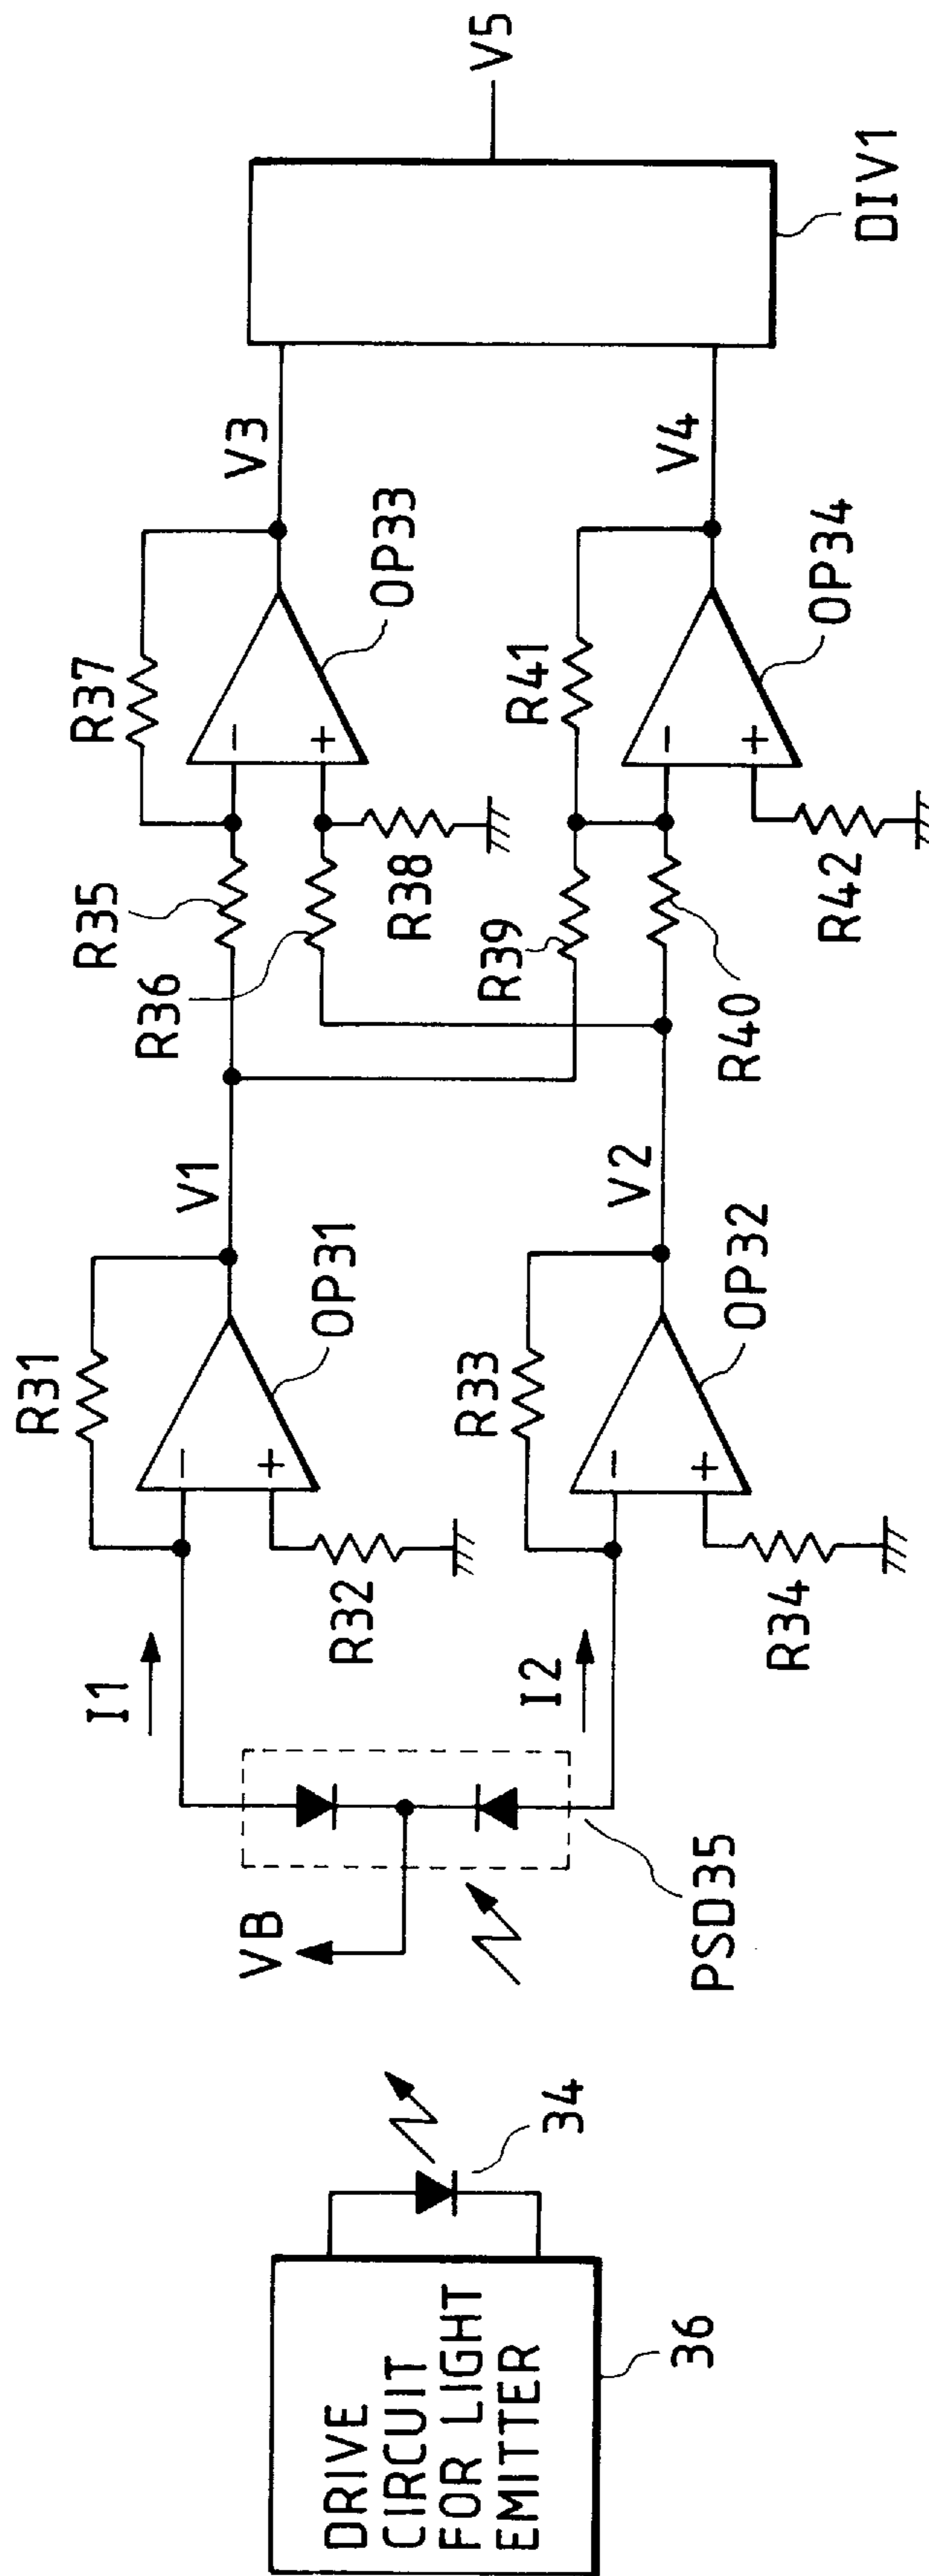 DRIVE
CIRCUIT
FOR LIGHT
EMITTER
36
34
VB
PSD35
I1
I2
R31
R32
OP31
R33
R34
OP32
V1
V2
R35
R36
R37
R38
OP33
R39
R40
R41
R42
OP34
V3
V4
DIV1
V5
−
+
−
+
−
+
−
+